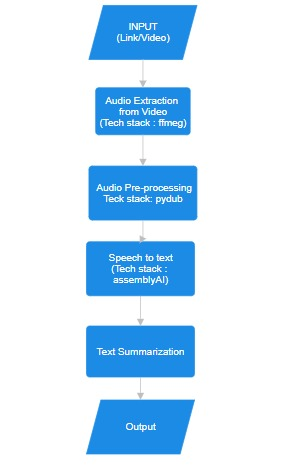 INPUT
(Link/Video)
Audio Extraction
from Video
(Tech stack : ffmeg)
Audio Pre-processing
Teck stack: pydub
Speech to text
(Tech stack :
assemblyAI)
Text Summarization
Output